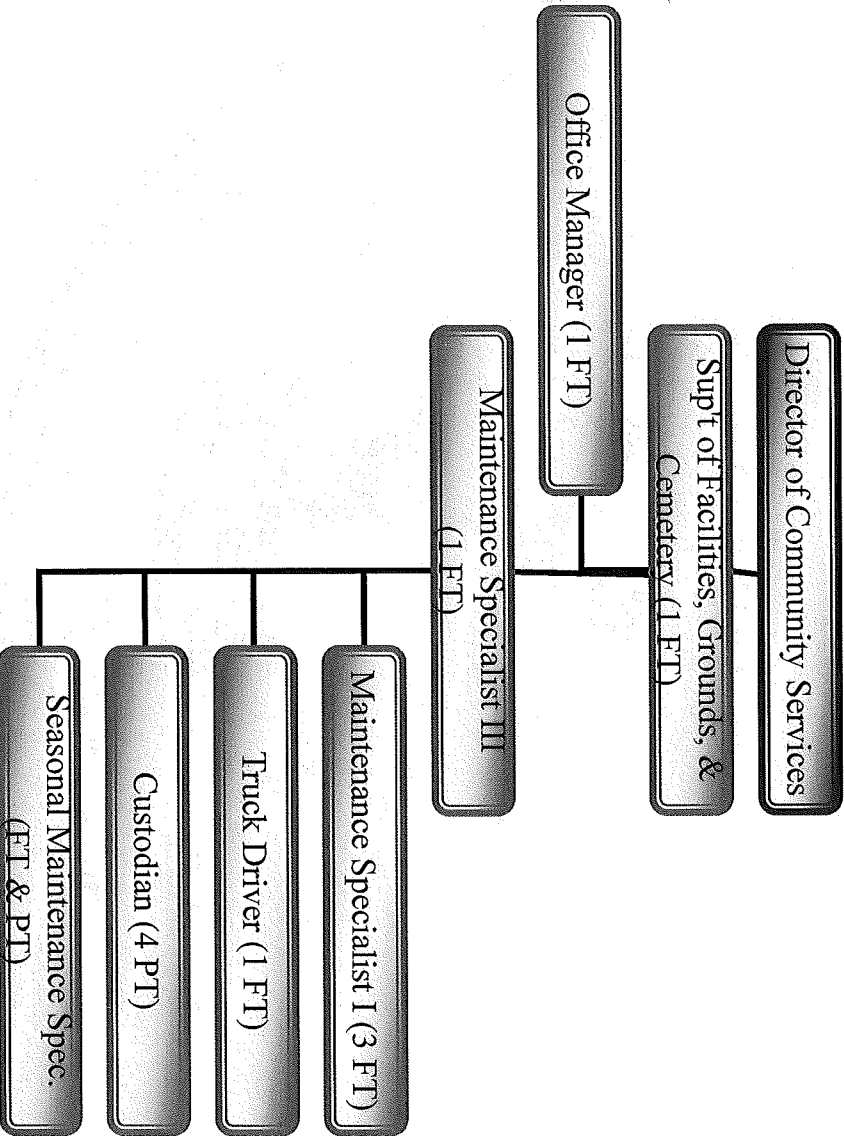 Director of Community Services
Sup't of Facilities, Grounds, &
Cemetery (1 FT)
Office Manager (1 FT)
Maintenance Specialist III
(1 FT)
Maintenance Specialist I (3 FT)
Truck Driver (1 FT)
Custodian (4 PT)
Seasonal Maintenance Spec.
(FT & PT)